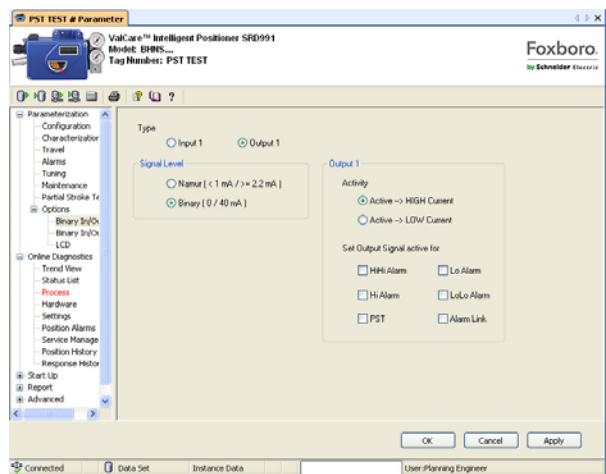 PST TEST # Parameter
ValCare™ Intelligent Positioner SRD991
Model: BHNS....
Tag Number: PST TEST
Foxboro.
by Schneider Electric
Parameterization
Configuration
Characterization
Travel
Alarms
Tuning
Maintenance
Partial Stroke Te
Options
Binary In/Ou
Binary In/Ou
LCD
Online Diagnostics
Trend View
Status List
Process
Hardware
Settings
Position Alarms
Service Manage
Position History
Response Histor
Start Up
Report
Advanced
Type
Input 1
Output 1
Signal Level
Namur ( < 1 mA / >= 2.2 mA )
Binary ( 0 / 40 mA )
Output 1
Activity
Active --> HIGH Current
Active --> LOW Current
Set Output Signal active for
HiHi Alarm
Lo Alarm
Hi Alarm
LoLo Alarm
PST
Alarm Link
OK
Cancel
Apply
Connected
Data Set
Instance Data
User:Planning Engineer